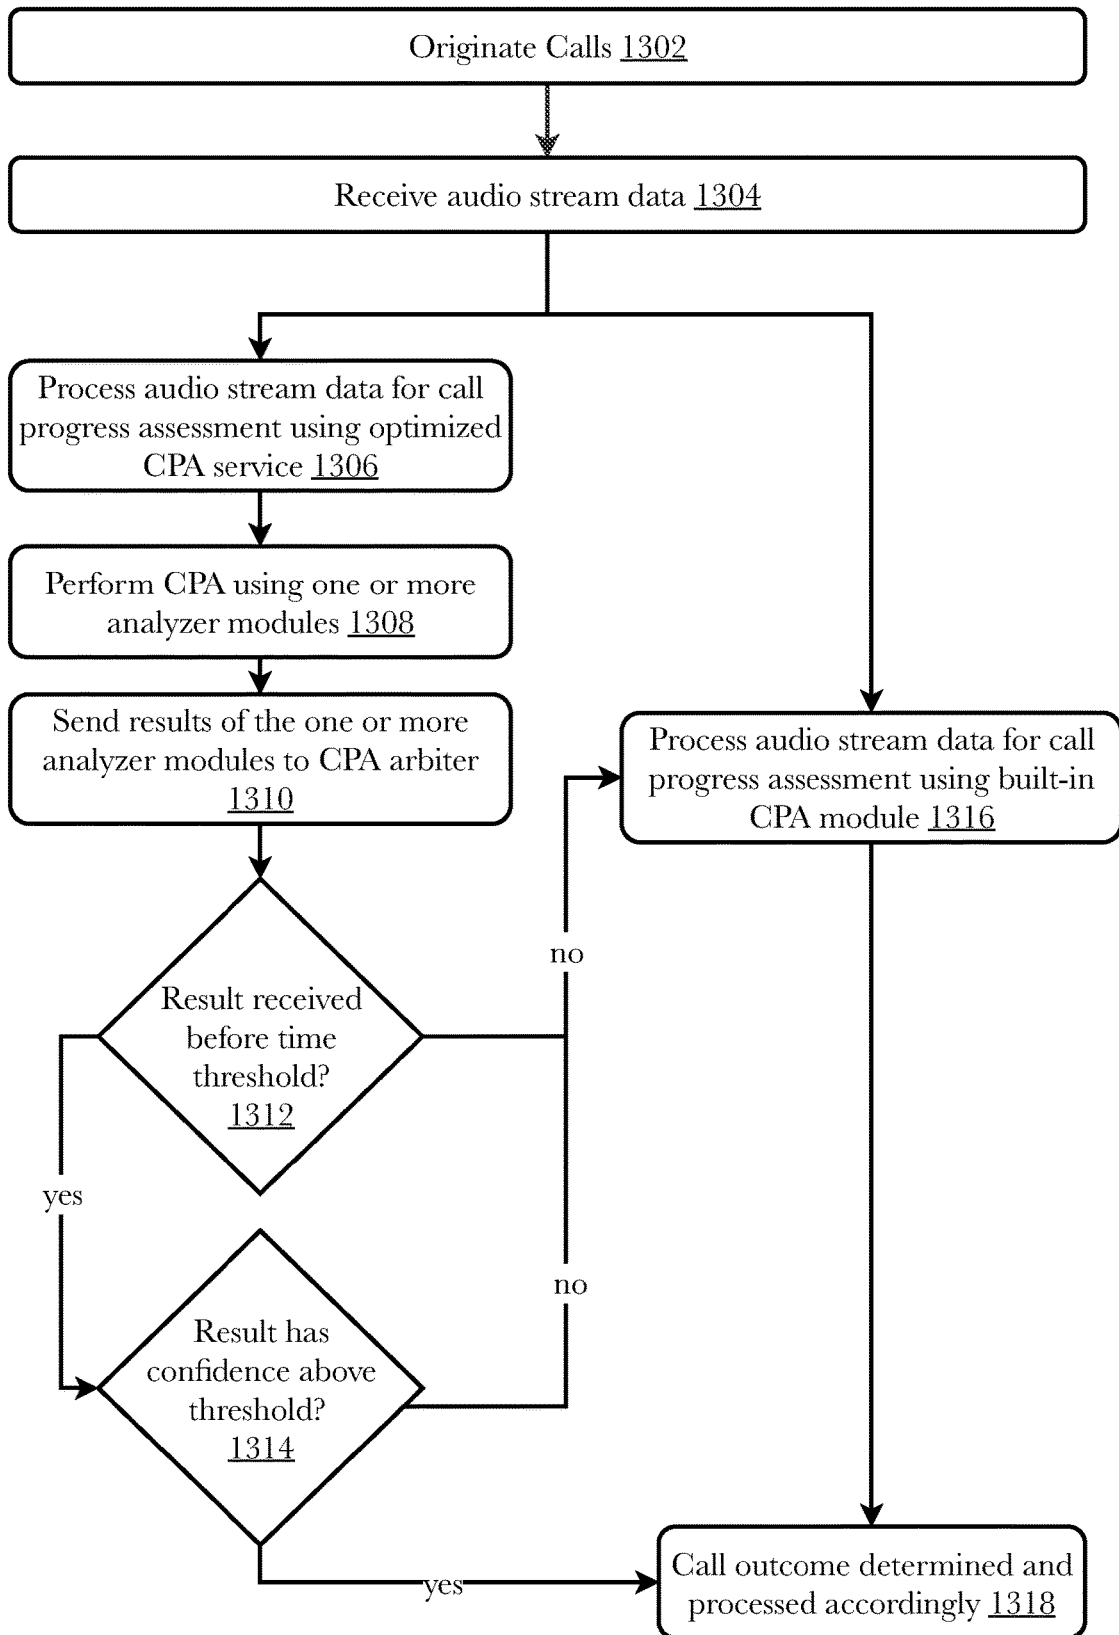 Originate Calls 1302
Receive audio stream data 1304
Process audio stream data for call
progress assessment using optimized
CPA service 1306
Perform CPA using one or more
analyzer modules 1308
Send results of the one or more
analyzer modules to CPA arbiter
1310
Process audio stream data for call
progress assessment using built-in
CPA module 1316
no
Result received
before time
threshold?
1312
yes
no
Result has
confidence above
threshold?
1314
yes
Call outcome determined and
processed accordingly 1318